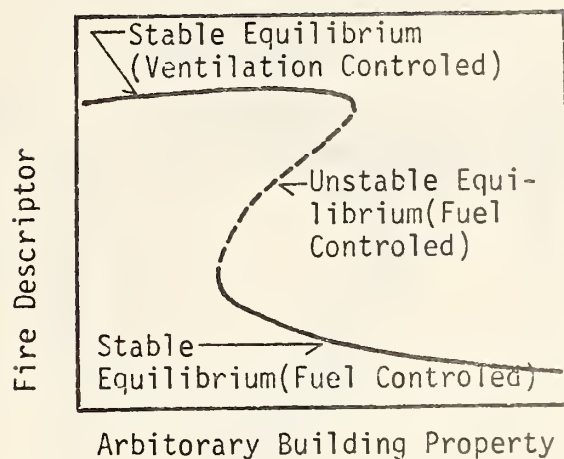 Stable Equilibrium
(Ventilation Controled)
Unstable Equi-
librium(Fuel
Controled)
Stable
Equilibrium(Fuel Controled)
Fire Descriptor
Arbitorary Building Property